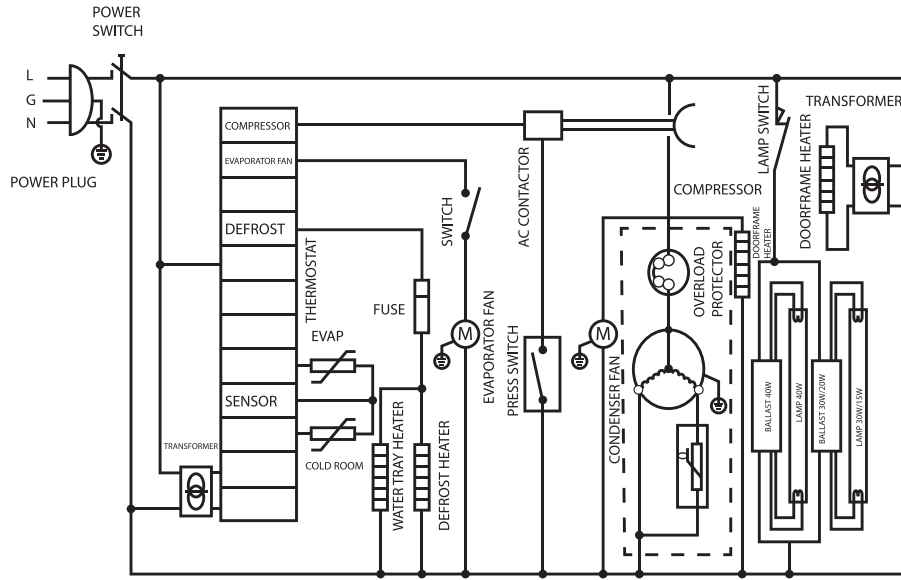 POWER
SWITCH
L
G
N
POWER PLUG
COMPRESSOR
EVAPORATOR FAN
DEFROST
SENSOR
THERMOSTAT
TRANSFORMER
EVAP
COLD ROOM
FUSE
WATER TRAY HEATER
DEFROST HEATER
SWITCH
M
EVAPORATOR FAN
AC CONTACTOR
PRESS SWITCH
M
CONDENSER FAN
COMPRESSOR
OVERLOAD
PROTECTOR
DOORFRAME
HEATER
LAMP SWITCH
BALLAST 40W
LAMP 40W
BALLAST 30W/20W
LAMP 30W/15W
TRANSFORMER
DOORFRAME HEATER